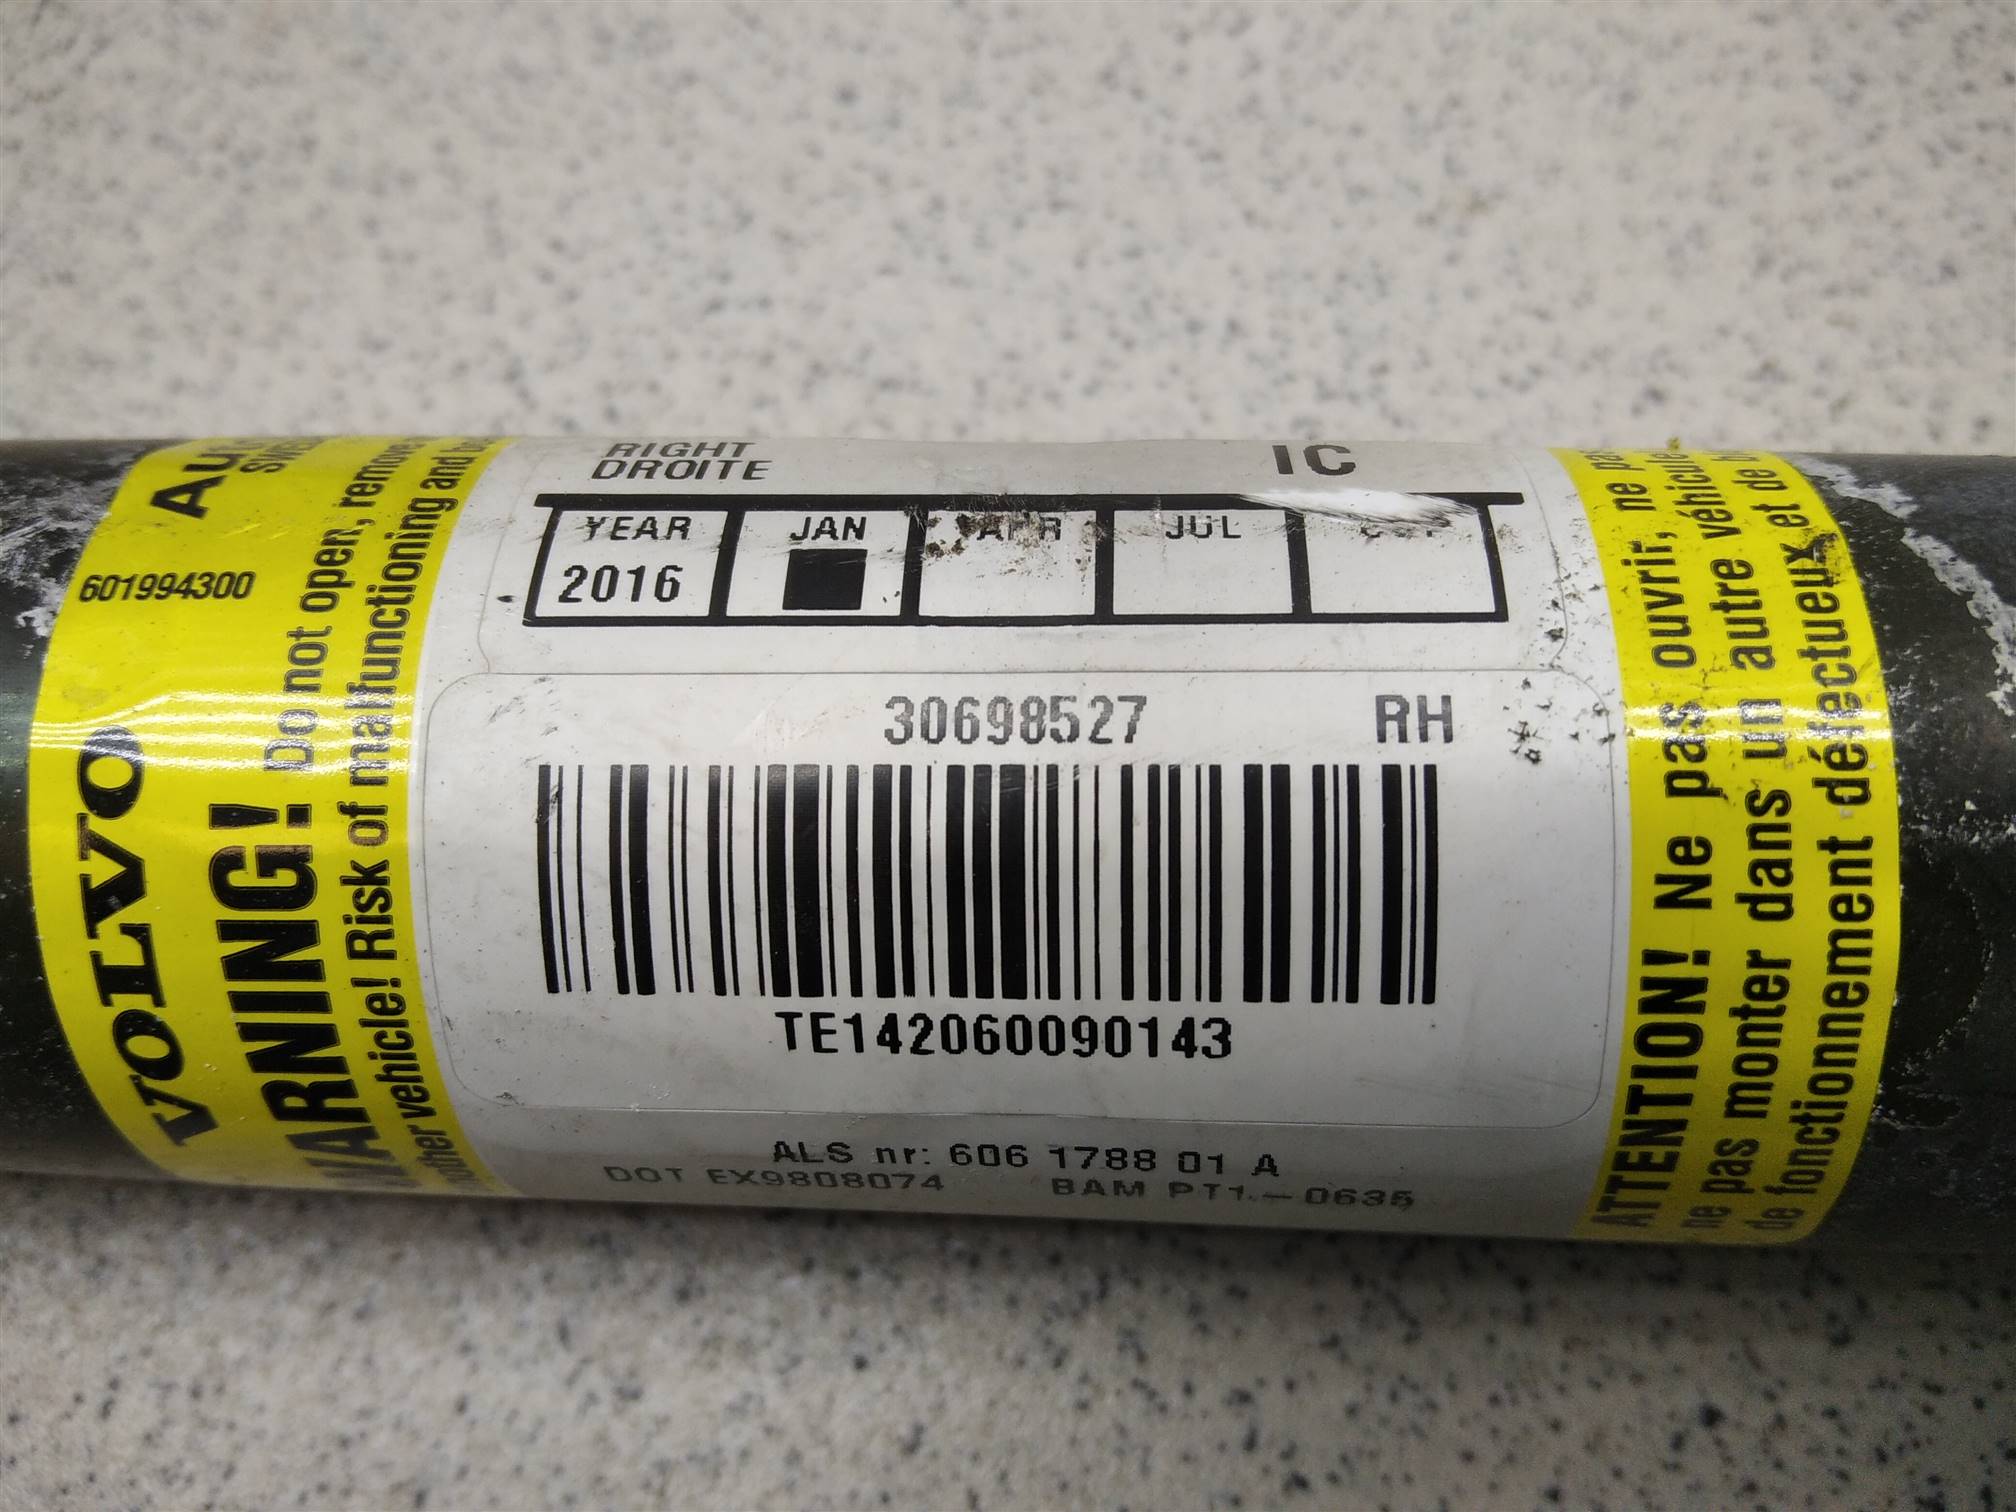 VOLVO
601994300
WARNING! Do not open, remove
another vehicle! Risk of malfunctioning and
RIGHT
DROITE
IC
YEAR JAN APR JUL
2016
30698527 RH
TE142060090143
ALS nr: 606 1788 01 A
DOT EX9808074 BAM PT1.-0635
ATTENTION! Ne pas ouvrir, ne pas
ne pas monter dans un autre véhicule
de fonctionnement défectueux et de